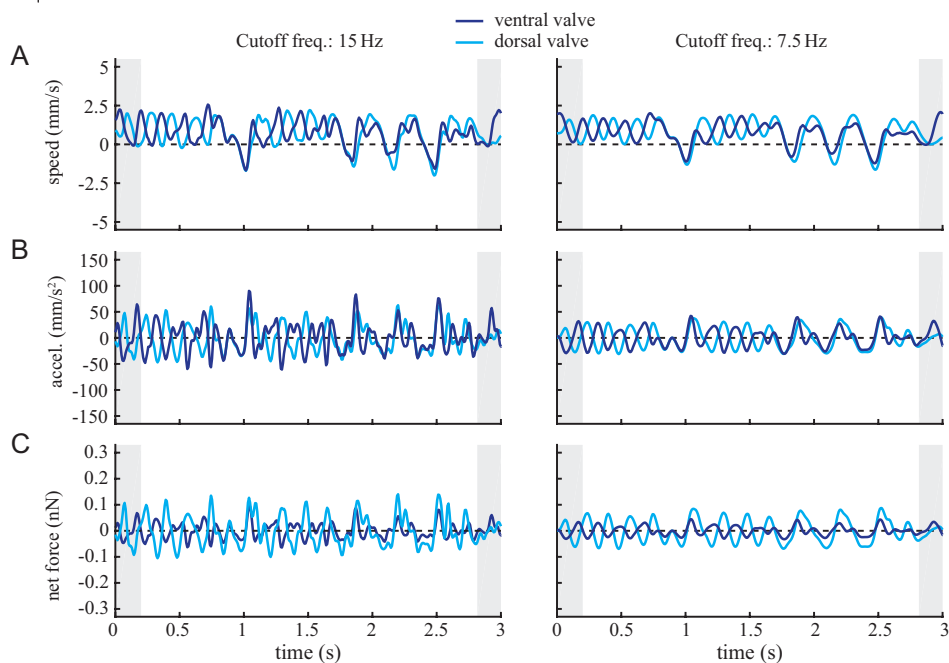 ventral valve
dorsal valve
Cutoff freq.: 15 Hz
Cutoff freq.: 7.5 Hz
A
speed (mm/s)
5
2.5
0
-2.5
-5
B
accel. (mm/s²)
150
100
50
0
-50
-100
-150
C
net force (nN)
0.3
0.2
0.1
0
-0.1
-0.2
-0.3
0 0.5 1 1.5 2 2.5 3
0 0.5 1 1.5 2 2.5 3
time (s)
time (s)